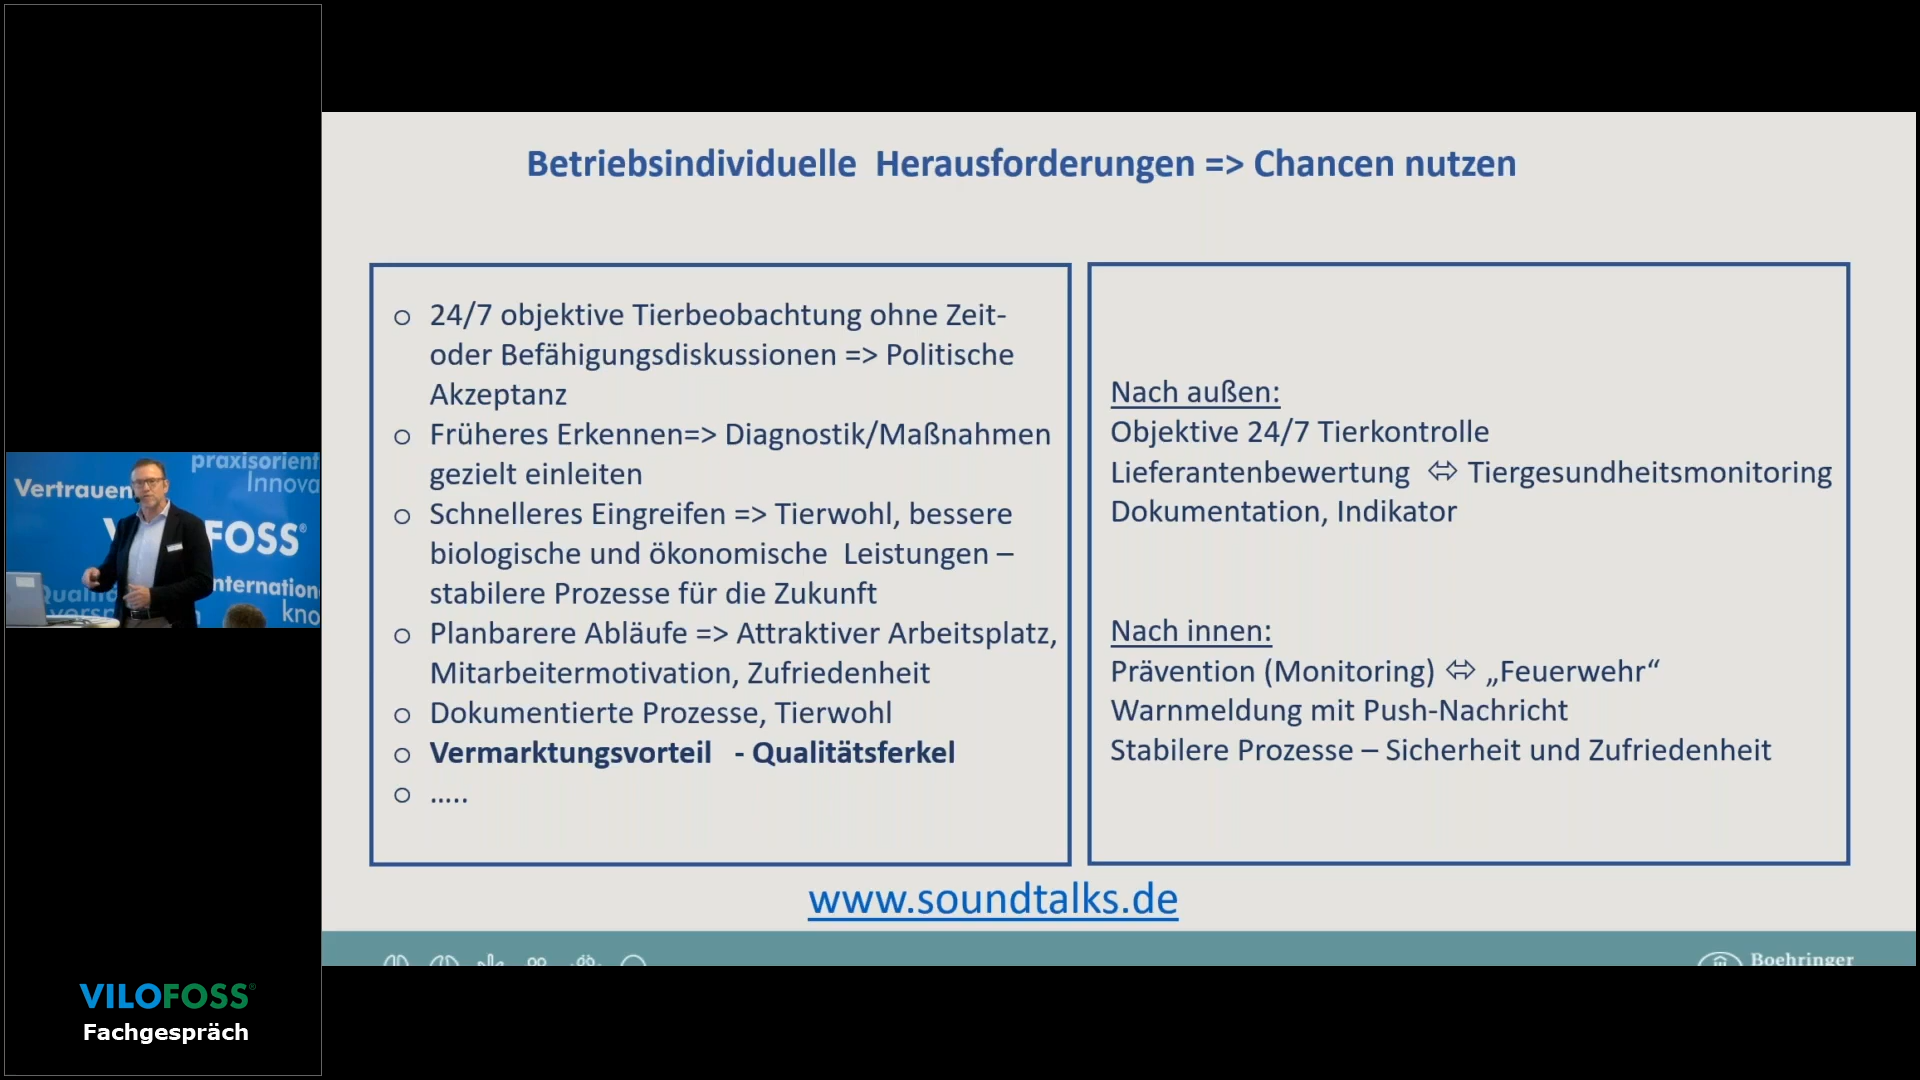 Betriebsindividuelle Herausforderungen => Chancen nutzen
o 24/7 objektive Tierbeobachtung ohne Zeit-
oder Befähigungsdiskussionen => Politische
Akzeptanz
o Früheres Erkennen=> Diagnostik/Maßnahmen
gezielt einleiten
o Schnelleres Eingreifen => Tierwohl, bessere
biologische und ökonomische Leistungen –
stabilere Prozesse für die Zukunft
o Planbarere Abläufe => Attraktiver Arbeitsplatz,
Mitarbeitermotivation, Zufriedenheit
o Dokumentierte Prozesse, Tierwohl
o Vermarktungsvorteil - Qualitätsferkel
o .....
Nach außen:
Objektive 24/7 Tierkontrolle
Lieferantenbewertung ⬄ Tiergesundheitsmonitoring
Dokumentation, Indikator
Nach innen:
Prävention (Monitoring) ⬄ „Feuerwehr“
Warnmeldung mit Push-Nachricht
Stabilere Prozesse – Sicherheit und Zufriedenheit
www.soundtalks.de
Boehringer
praxisorient
Vertrauen
Innova
V FOSS®
nternation
kno
VILOFOSS®
Fachgespräch